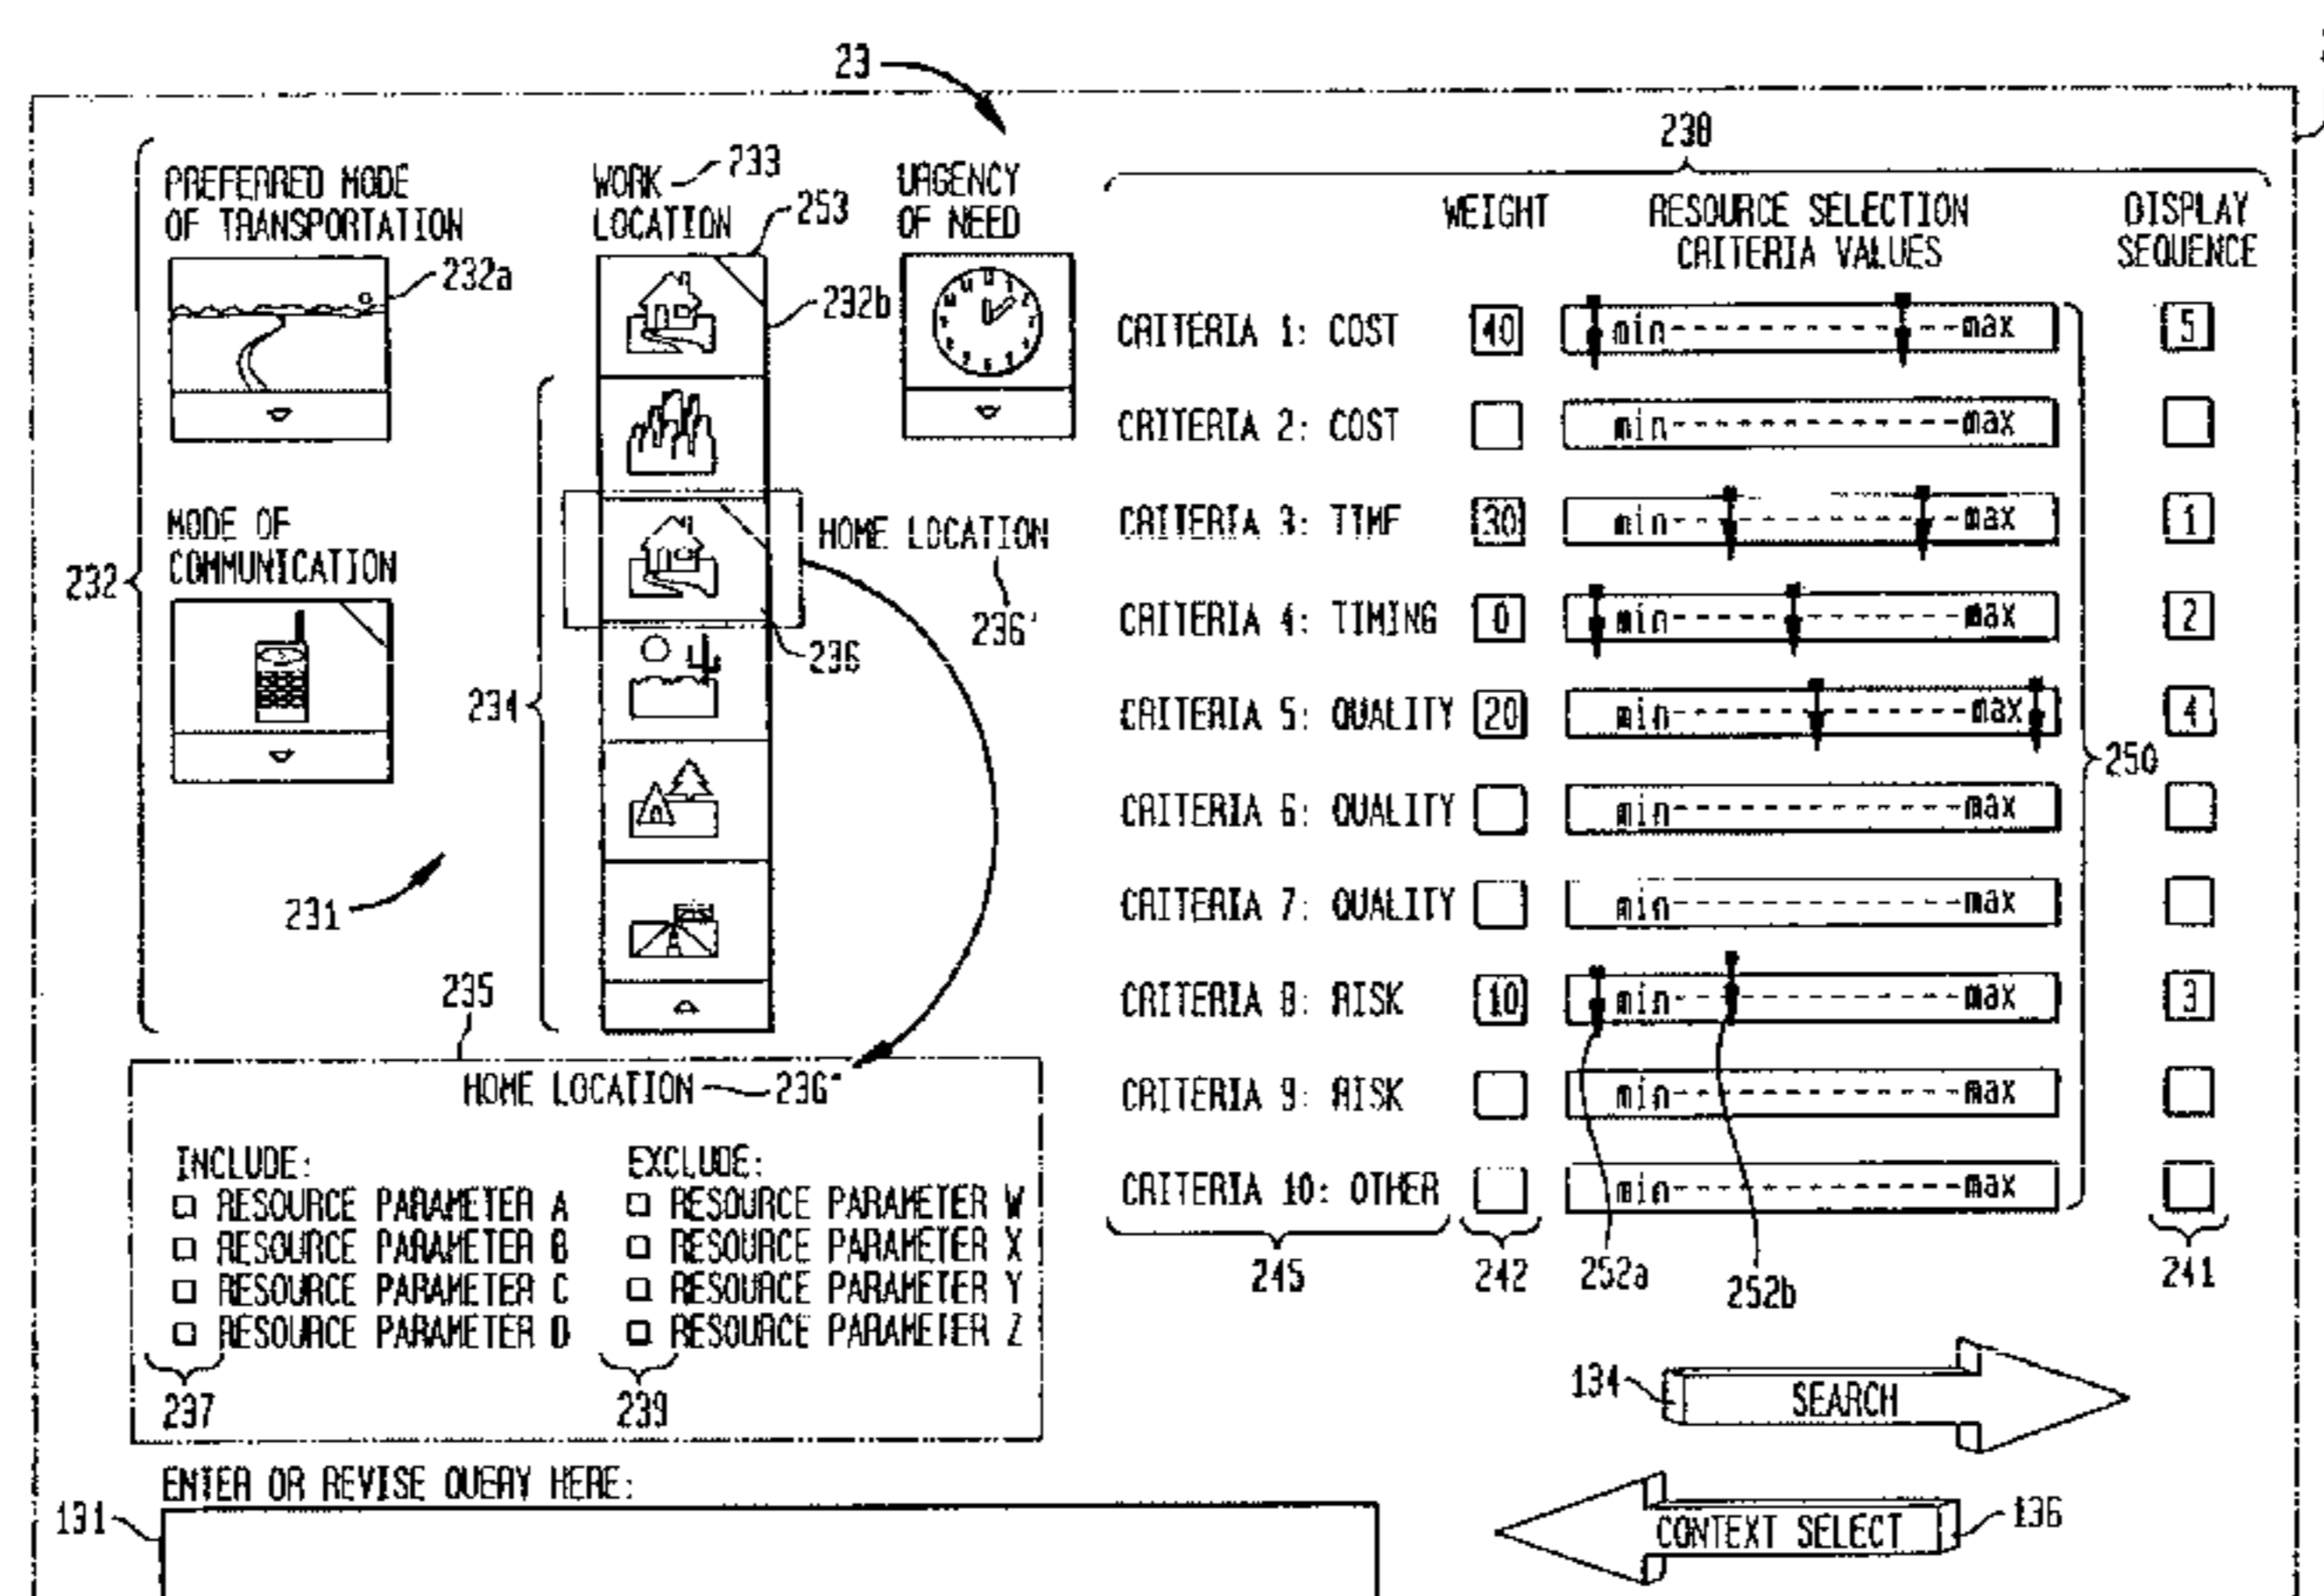 23
238
PREFERRED MODE
OF TRANSPORTATION
232a
WORK 233
LOCATION
253
232b
URGENCY
OF NEED
WEIGHT
RESOURCE SELECTION
CRITERIA VALUES
DISPLAY
SEQUENCE
CRITERIA 1: COST 40 min max 5
CRITERIA 2: COST min max
CRITERIA 3: TIME 30 min max 1
CRITERIA 4: TIMING 0 min max 2
CRITERIA 5: QUALITY 20 min max 4
CRITERIA 6: QUALITY min max
CRITERIA 7: QUALITY min max
CRITERIA 8: RISK 10 min max 3
CRITERIA 9: RISK min max
CRITERIA 10: OTHER min max
250
245
242
252a
252b
241
MODE OF
COMMUNICATION
232
HOME LOCATION
236'
236
234
231
235
HOME LOCATION 236"
INCLUDE:
RESOURCE PARAMETER A
RESOURCE PARAMETER B
RESOURCE PARAMETER C
RESOURCE PARAMETER D
237
EXCLUDE:
RESOURCE PARAMETER W
RESOURCE PARAMETER X
RESOURCE PARAMETER Y
RESOURCE PARAMETER Z
239
134 SEARCH
ENTER OR REVISE QUERY HERE:
131
CONTEXT SELECT 136